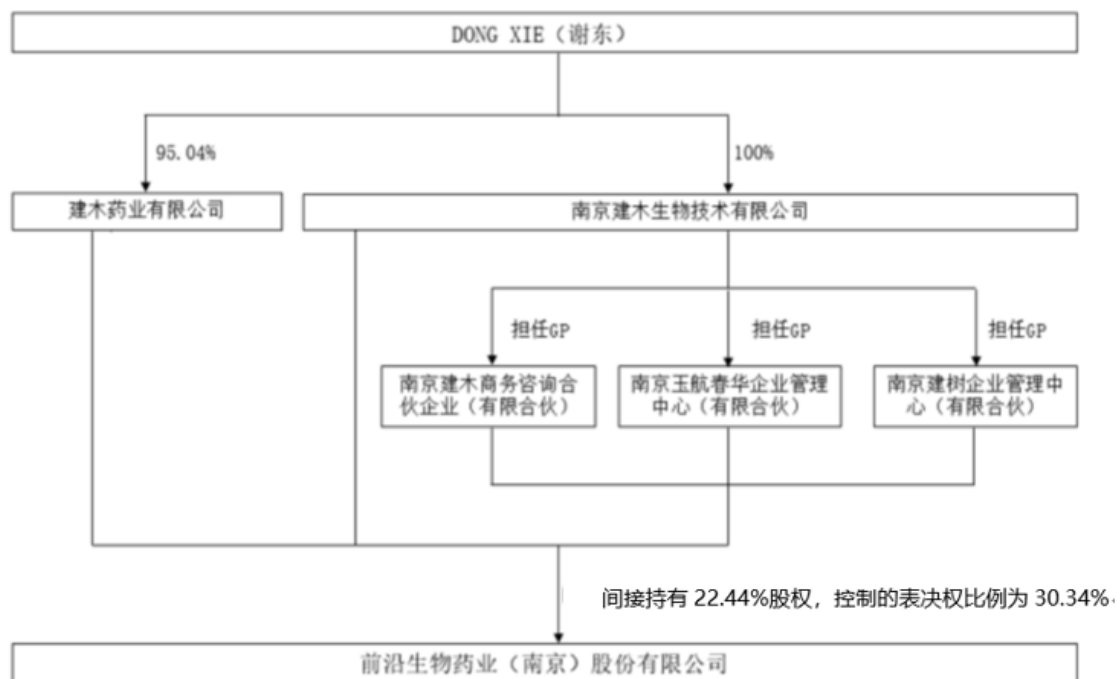 DONG XIE（谢东）
95.04%
100%
建木药业有限公司
南京建木生物技术有限公司
担任GP
担任GP
担任GP
南京建木商务咨询合
伙企业（有限合伙）
南京玉航春华企业管理
中心（有限合伙）
南京建树企业管理中
心（有限合伙）
间接持有 22.44%股权，控制的表决权比例为 30.34%
前沿生物药业（南京）股份有限公司